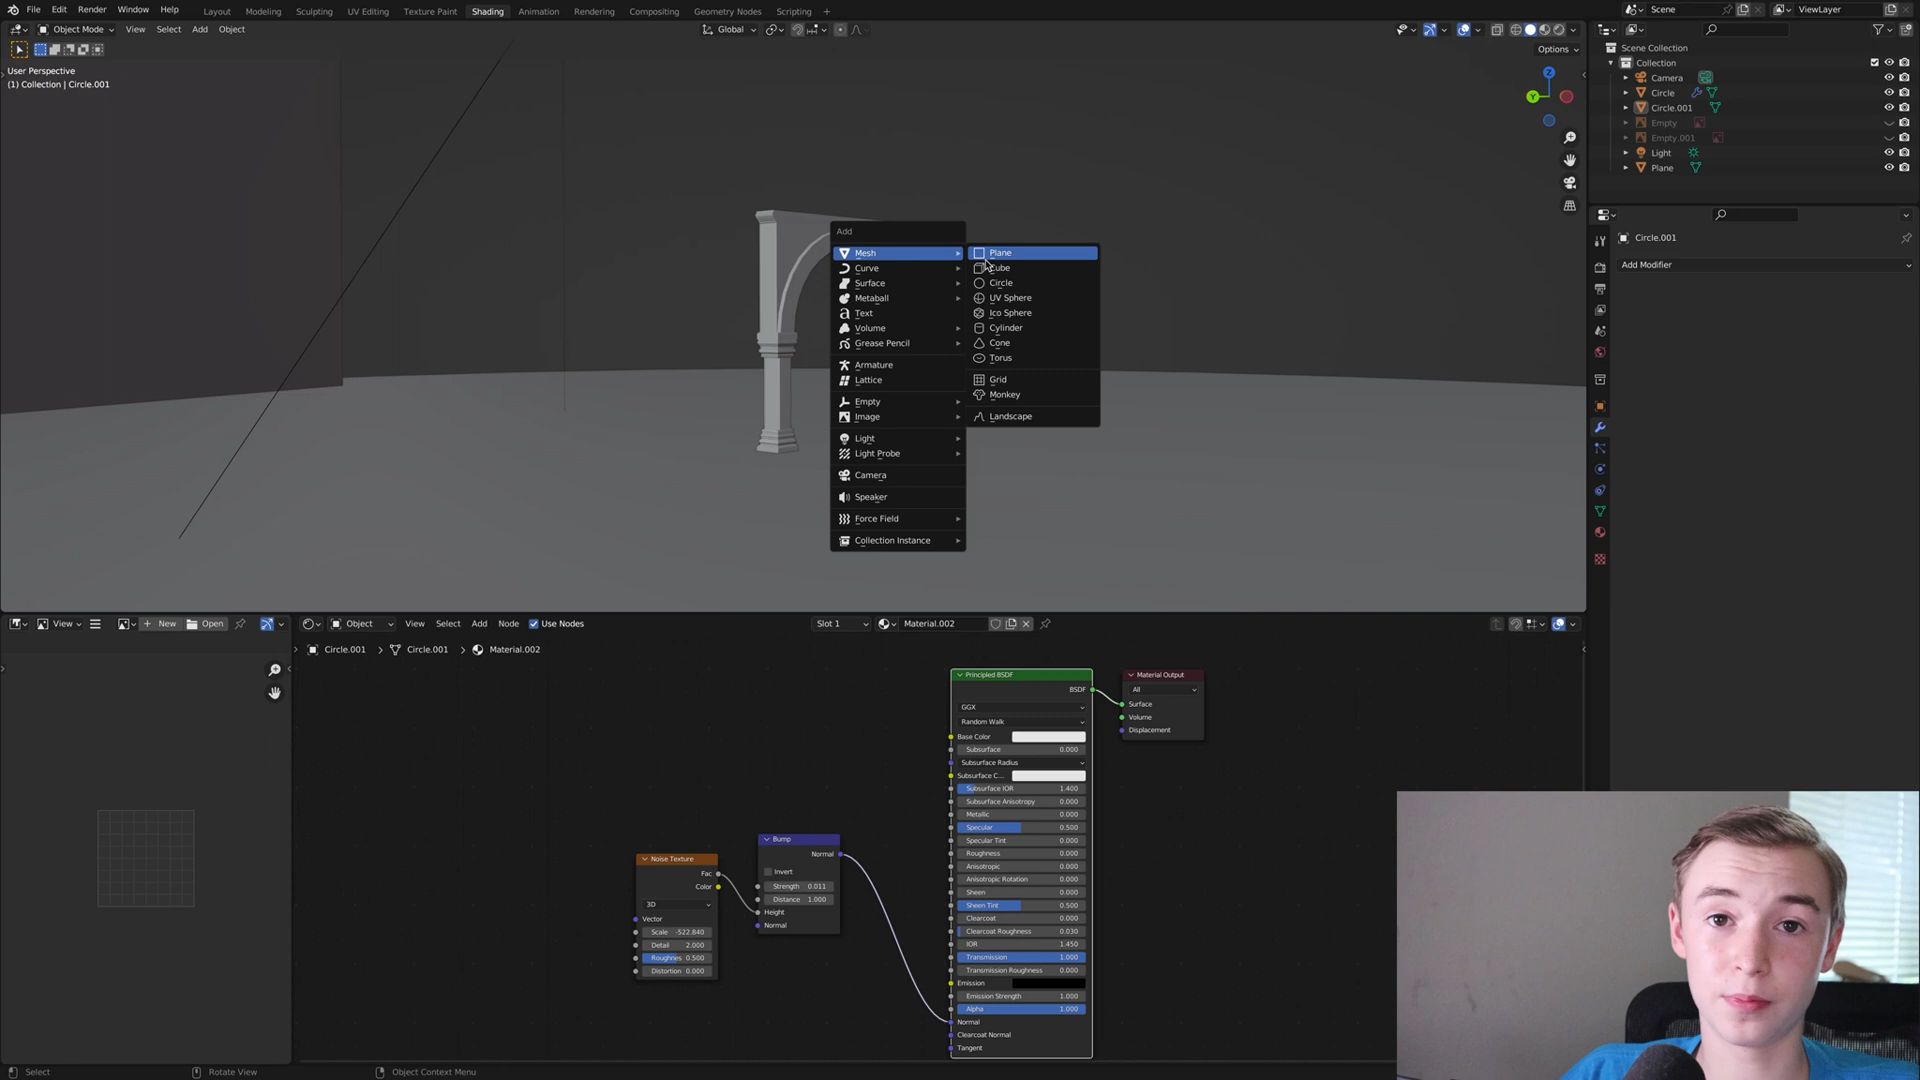 File Edit Render Window Help Layout Modeling Sculpting UV Editing Texture Paint Shading Animation Rendering Compositing Geometry Nodes Scripting + Scene ViewLayer
Object Mode View Select Add Object Global
Options
User Perspective
(1) Collection | Circle.001
Z
Y
Scene Collection
Collection
Camera
Circle
Circle.001
Empty
Empty.001
Light
Plane
Circle.001
Add Modifier
Add
Mesh
Curve
Surface
Metaball
Text
Volume
Grease Pencil
Armature
Lattice
Empty
Image
Light
Light Probe
Camera
Speaker
Force Field
Collection Instance
Plane
Cube
Circle
UV Sphere
Ico Sphere
Cylinder
Cone
Torus
Grid
Monkey
Landscape
View + New Open
Object View Select Add Node Use Nodes Slot 1 Material.002
Circle.001 > Circle.001 > Material.002
Noise Texture
Fac
Color
3D
Vector
Scale -522.840
Detail 2.000
Roughnes 0.500
Distortion 0.000
Bump
Normal
Invert
Strength 0.011
Distance 1.000
Height
Normal
Principled BSDF
BSDF
GGX
Random Walk
Base Color
Subsurface 0.000
Subsurface Radius
Subsurface C...
Subsurface IOR 1.400
Subsurface Anisotropy 0.000
Metallic 0.000
Specular 0.500
Specular Tint 0.000
Roughness 0.000
Anisotropic 0.000
Anisotropic Rotation 0.000
Sheen 0.000
Sheen Tint 0.500
Clearcoat 0.000
Clearcoat Roughness 0.030
IOR 1.450
Transmission 1.000
Transmission Roughness 0.000
Emission
Emission Strength 1.000
Alpha 1.000
Normal
Clearcoat Normal
Tangent
Material Output
All
Surface
Volume
Displacement
Select Rotate View Object Context Menu